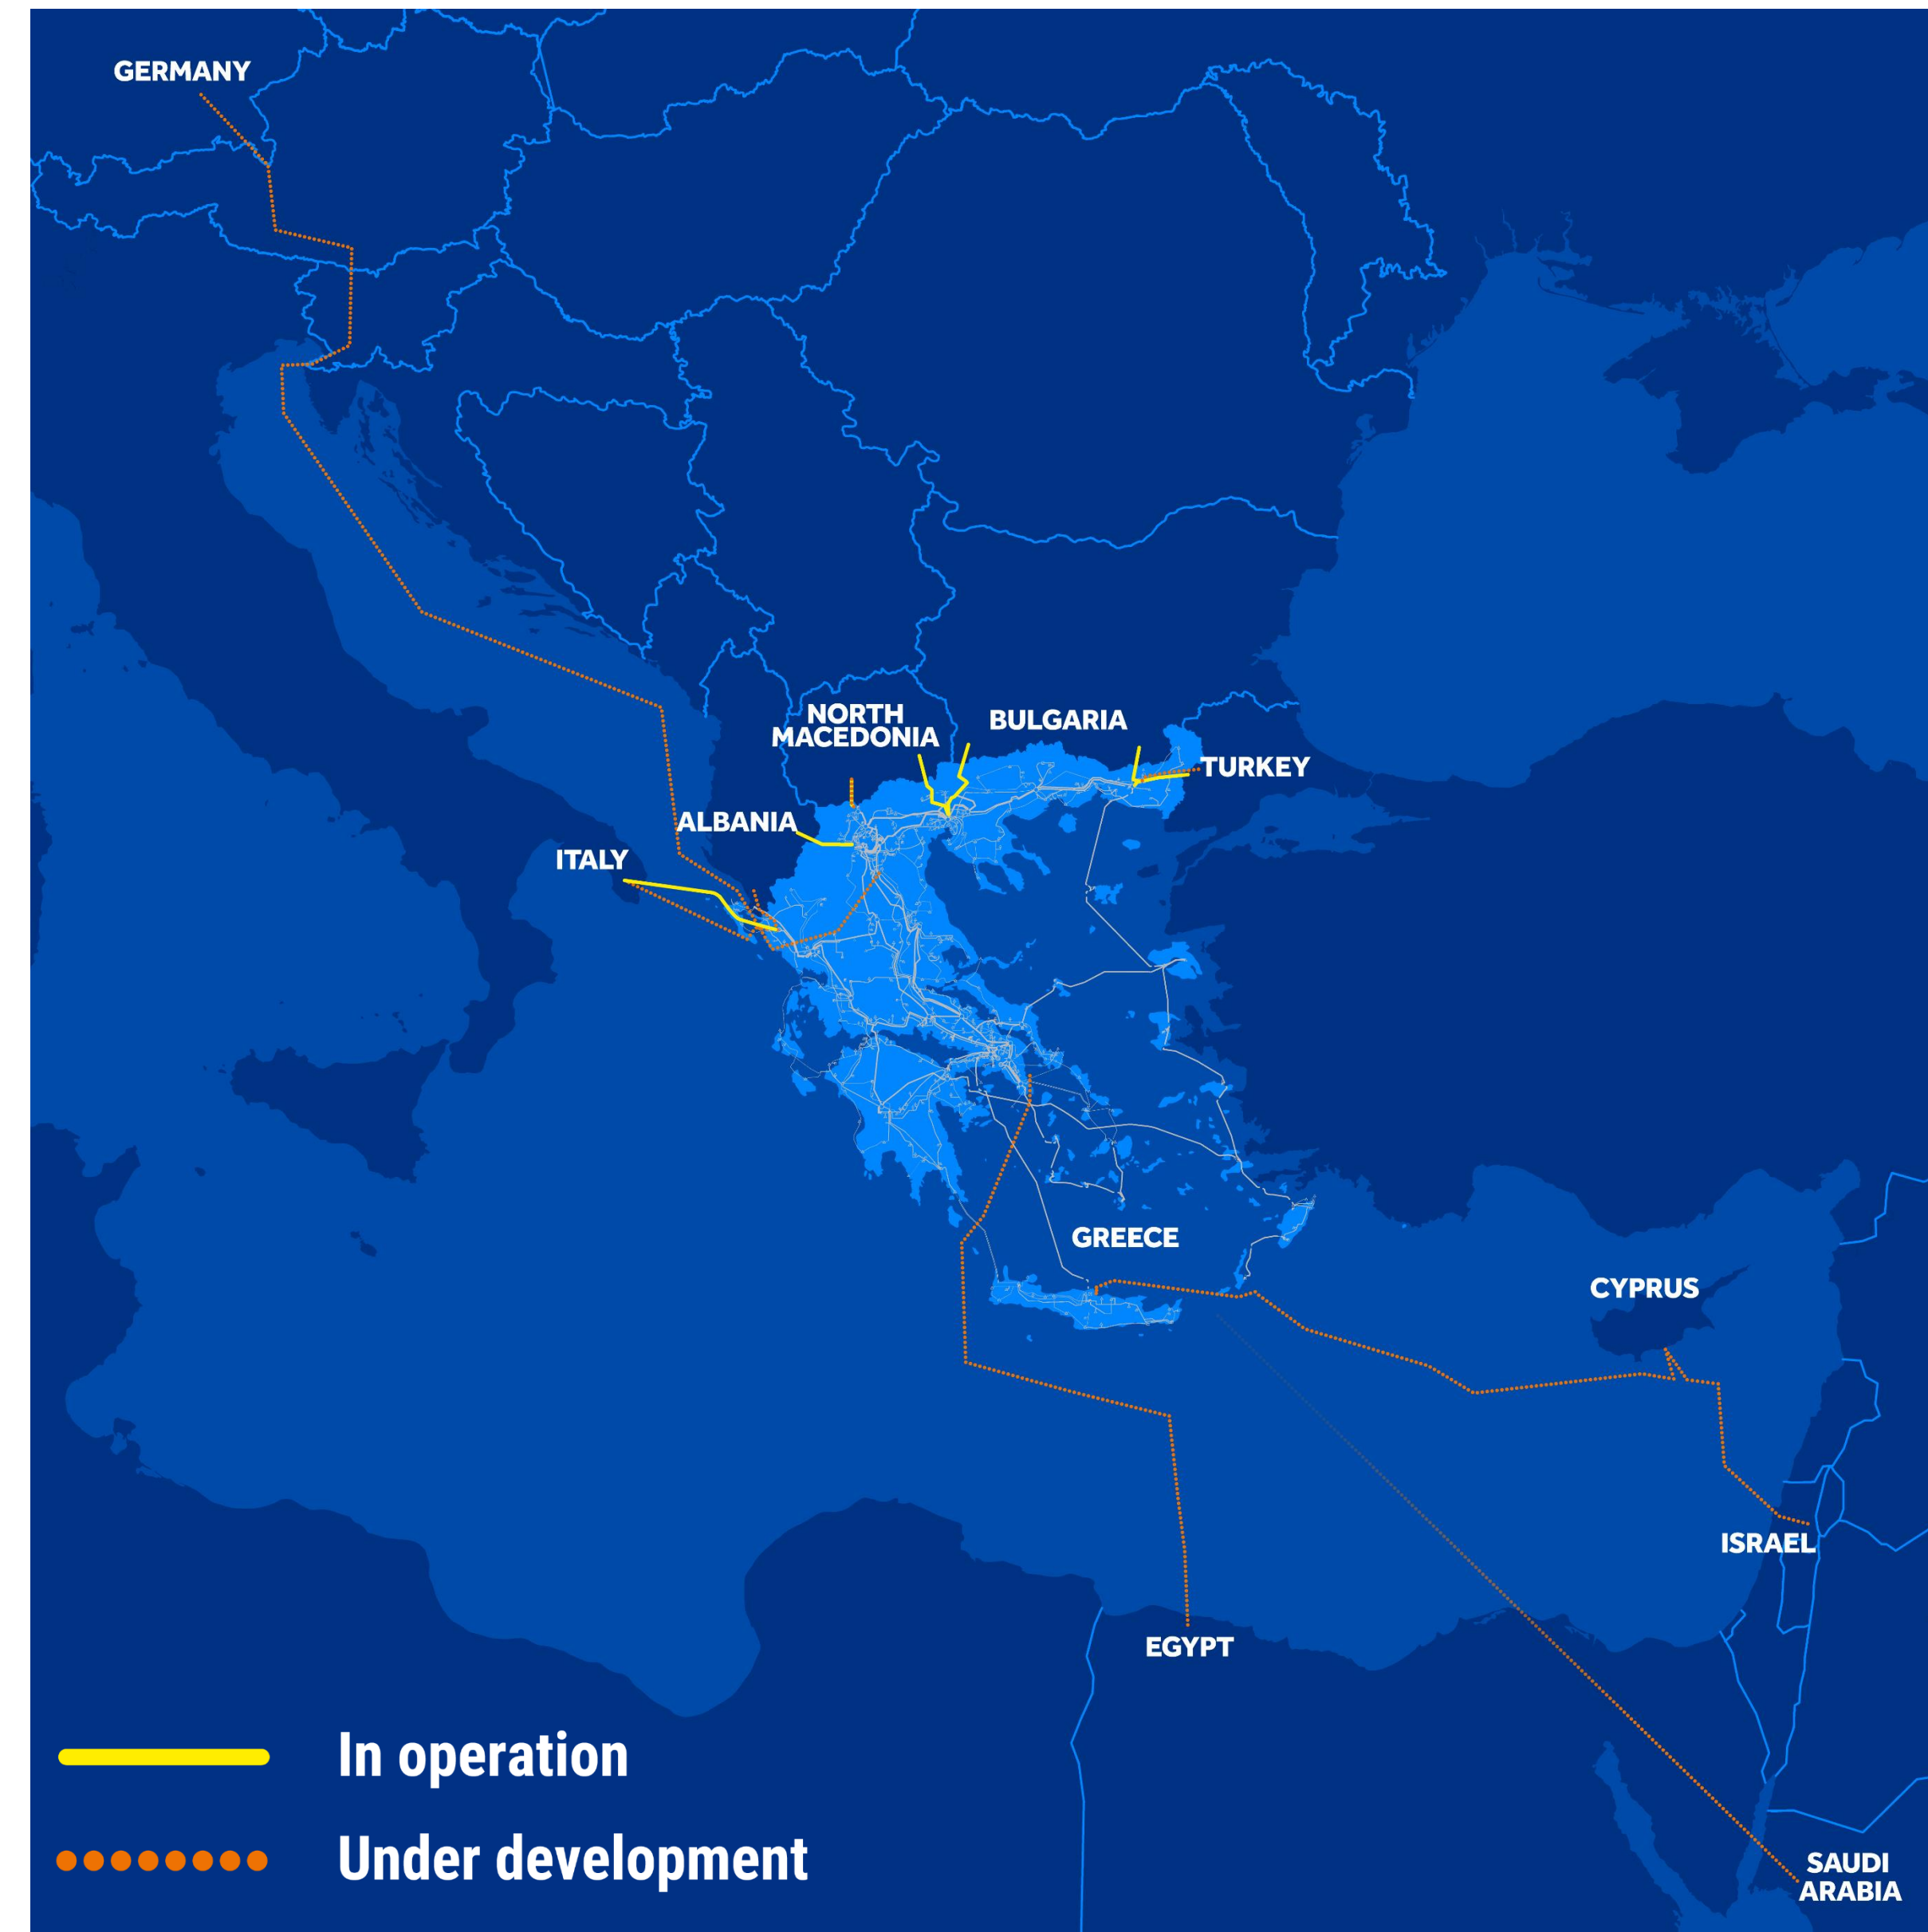 GERMANY
NORTH
MACEDONIA
BULGARIA
TURKEY
ALBANIA
ITALY
GREECE
CYPRUS
ISRAEL
EGYPT
In operation
Under development
SAUDI
ARABIA